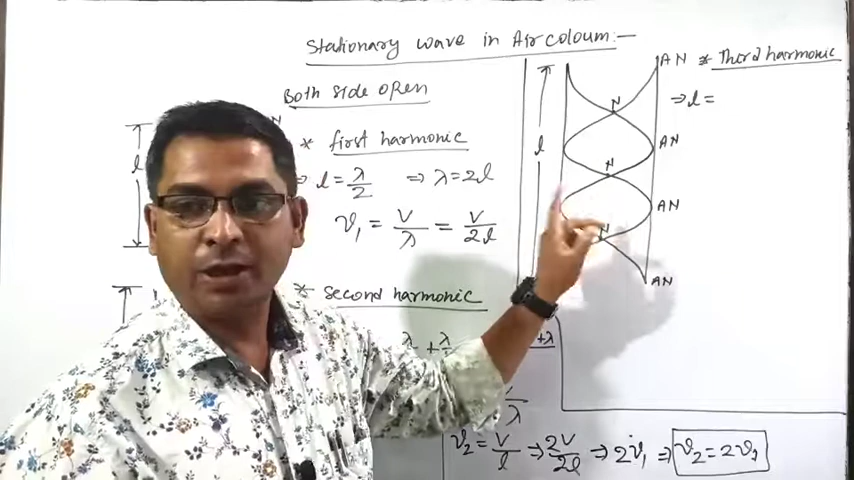 Stationary wave in Air coloum:-
Both side open
l
N
* first harmonic
⇒ l = λ/2 ⇒ λ = 2l
ν₁ = V/λ = V/2l
* second harmonic
λ + λ
+λ
λ
ν₂ = V/l ⇒ 2V/2l ⇒ 2ν₁ ⇒ ν₂ = 2ν₁
AN * Third harmonic
⇒ l =
N
l
AN
N
AN
N
AN